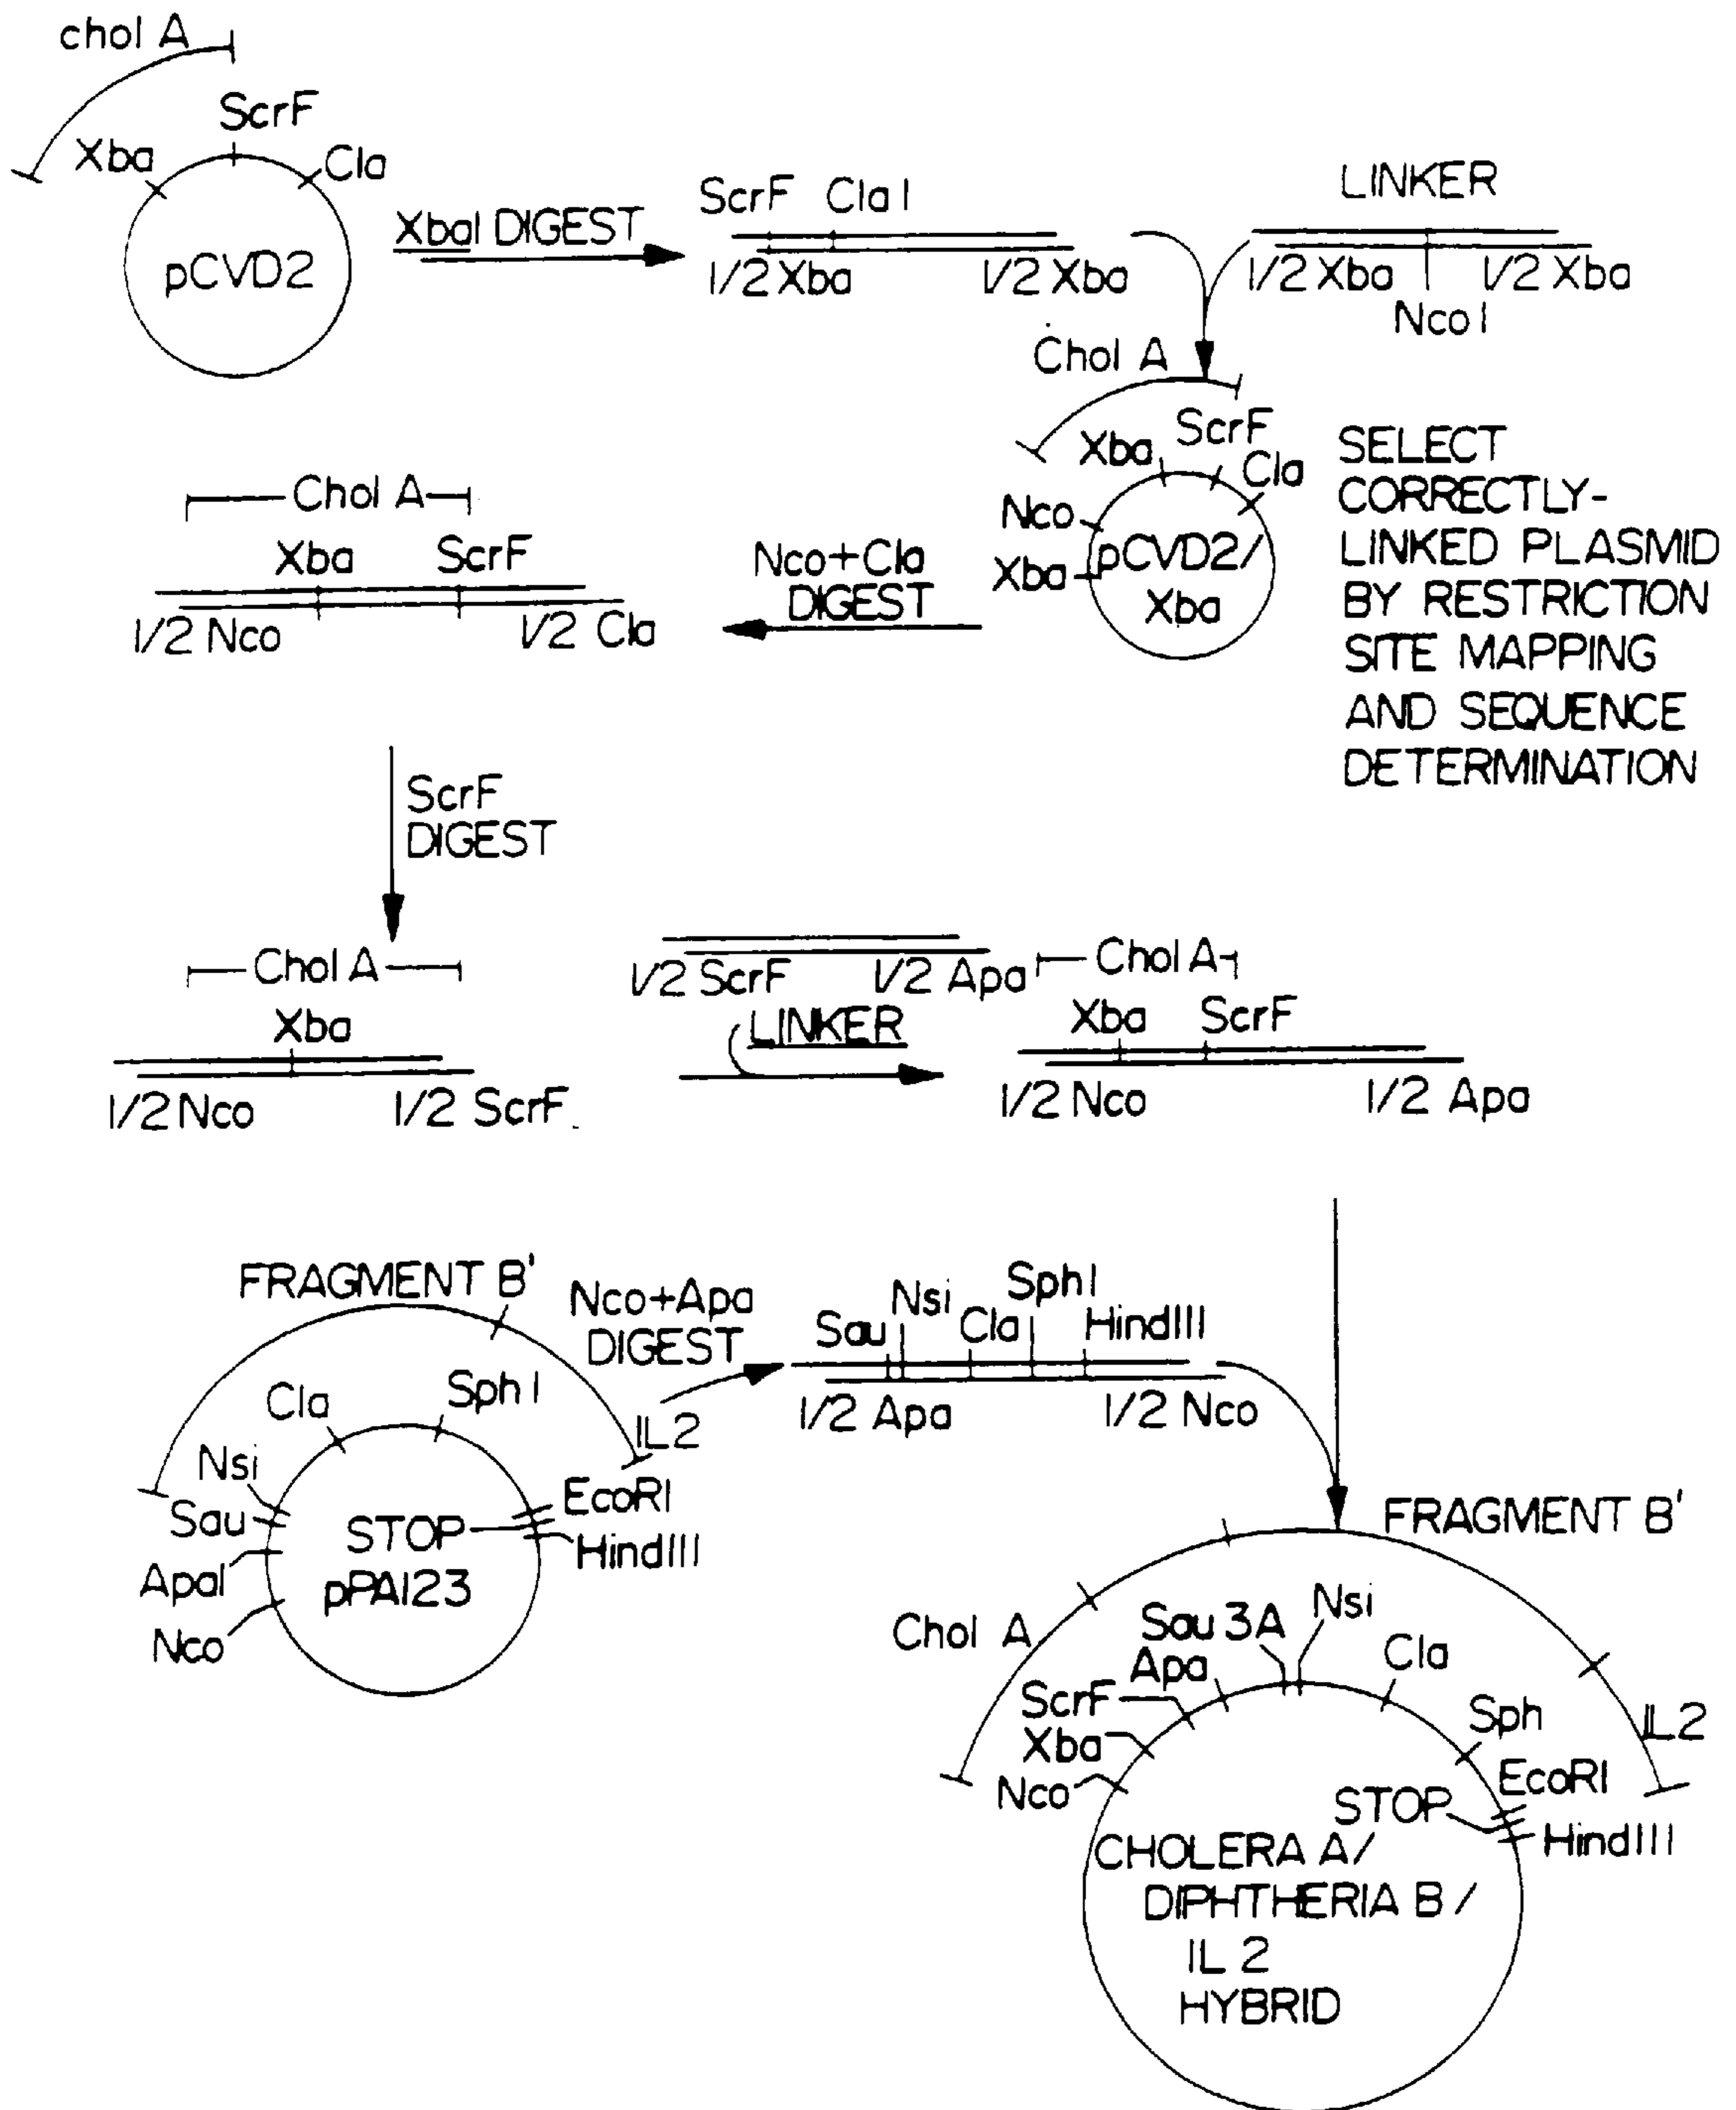 chol A
ScrF
Xba
Cla
pCVD2
XbaI DIGEST
ScrF ClaI
1/2 Xba
1/2 Xba
LINKER
1/2 Xba
1/2 Xba
NcoI
Chol A
Xba
ScrF
Cla
Nco
Xba
pCVD2/
Xba
SELECT
CORRECTLY-
LINKED PLASMID
BY RESTRICTION
SITE MAPPING
AND SEQUENCE
DETERMINATION
Nco+Cla
DIGEST
Chol A
Xba
ScrF
1/2 Nco
1/2 Cla
ScrF
DIGEST
Chol A
Xba
1/2 Nco
1/2 ScrF
1/2 ScrF
1/2 Apa
LINKER
Chol A
Xba
ScrF
1/2 Nco
1/2 Apa
FRAGMENT B'
Cla
SphI
IL2
Nsi
Sau
ApaI
Nco
STOP
EcoRI
HindIII
pPA123
Nco+Apa
DIGEST
Sau
Nsi
Cla
SphI
HindIII
1/2 Apa
1/2 Nco
FRAGMENT B'
Chol A
Sau 3A
Nsi
Apa
Cla
ScrF
Xba
Nco
Sph
IL2
EcoRI
STOP
HindIII
CHOLERA A/
DIPHTHERIA B/
IL 2
HYBRID